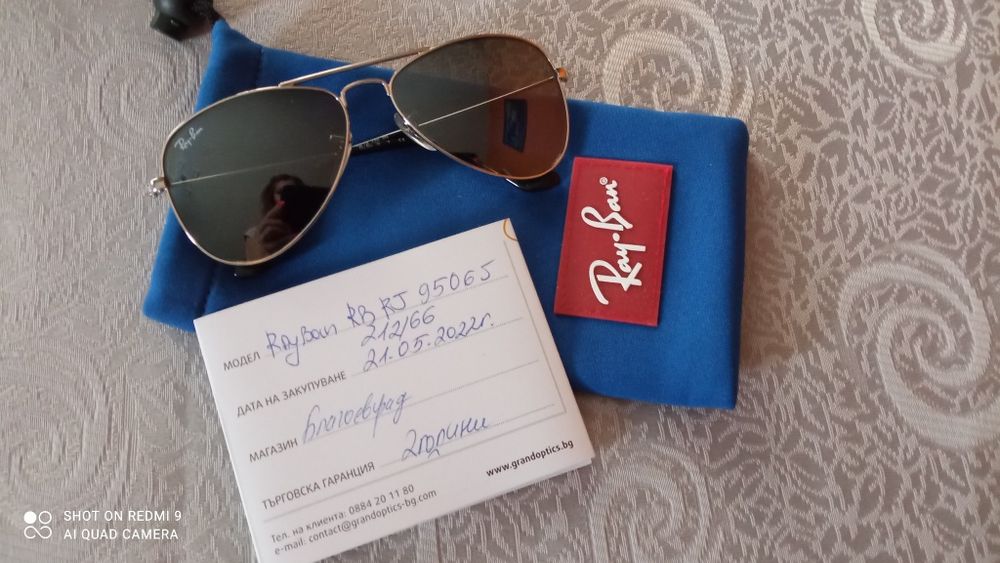 Ray-Ban
Ray-Ban®
МОДЕЛ RayBan RB RJ 9506S
212/66
ДАТА НА ЗАКУПУВАНЕ 21.05.2022г.
МАГАЗИН Благоевград
ТЪРГОВСКА ГАРАНЦИЯ 2години
www.grandoptics.bg
Тел. на клиента: 0884 20 11 80
e-mail: contact@grandoptics-bg.com
SHOT ON REDMI 9
AI QUAD CAMERA